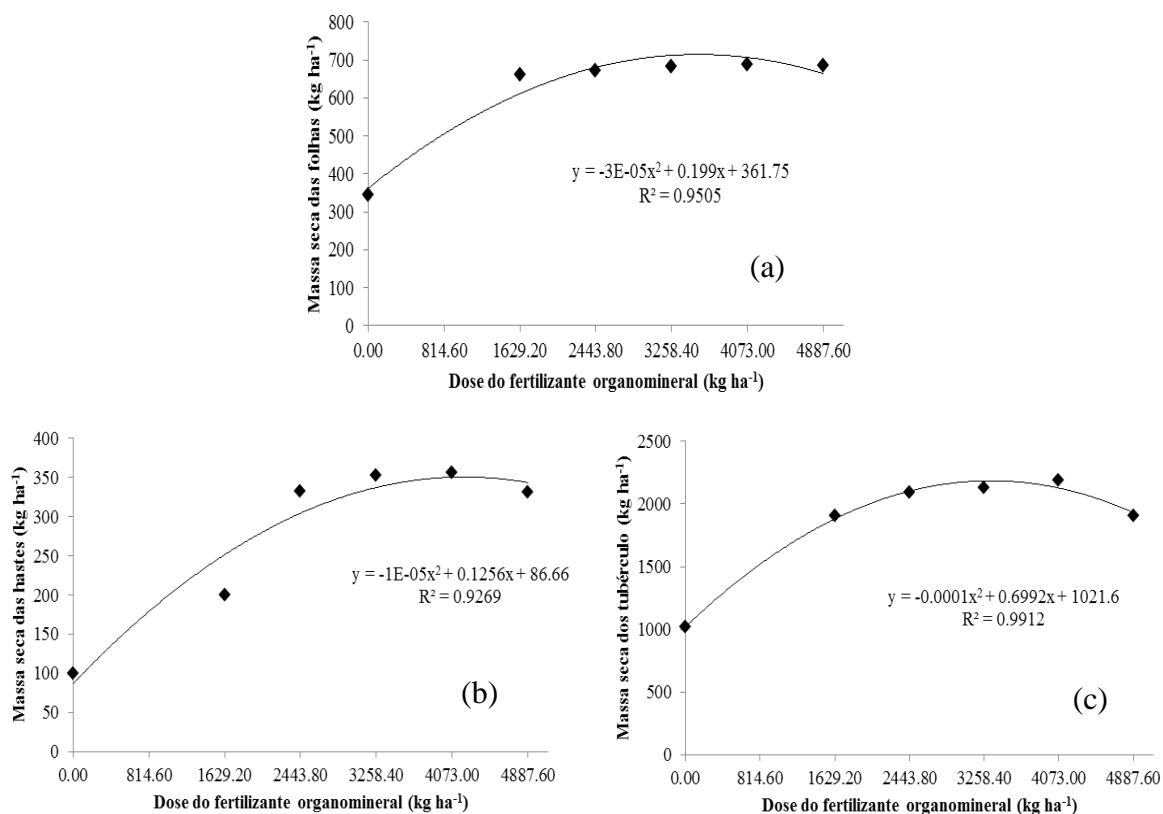 Massa seca das folhas (kg ha⁻¹)
800
700
600
500
400
300
200
100
0
y = -3E-05x² + 0.199x + 361.75
R² = 0.9505
(a)
0.00 814.60 1629.20 2443.80 3258.40 4073.00 4887.60
Dose do fertilizante organomineral (kg ha⁻¹)
Massa seca das hastes (kg ha⁻¹)
400
350
300
250
200
150
100
50
0
y = -1E-05x² + 0.1256x + 86.66
R² = 0.9269
(b)
0.00 814.60 1629.20 2443.80 3258.40 4073.00 4887.60
Dose do fertilizante organomineral (kg ha⁻¹)
Massa seca dos tubérculo (kg ha⁻¹)
2500
2000
1500
1000
500
0
y = -0.0001x² + 0.6992x + 1021.6
R² = 0.9912
(c)
0.00 814.60 1629.20 2443.80 3258.40 4073.00 4887.60
Dose do fertilizante organomineral (kg ha⁻¹)